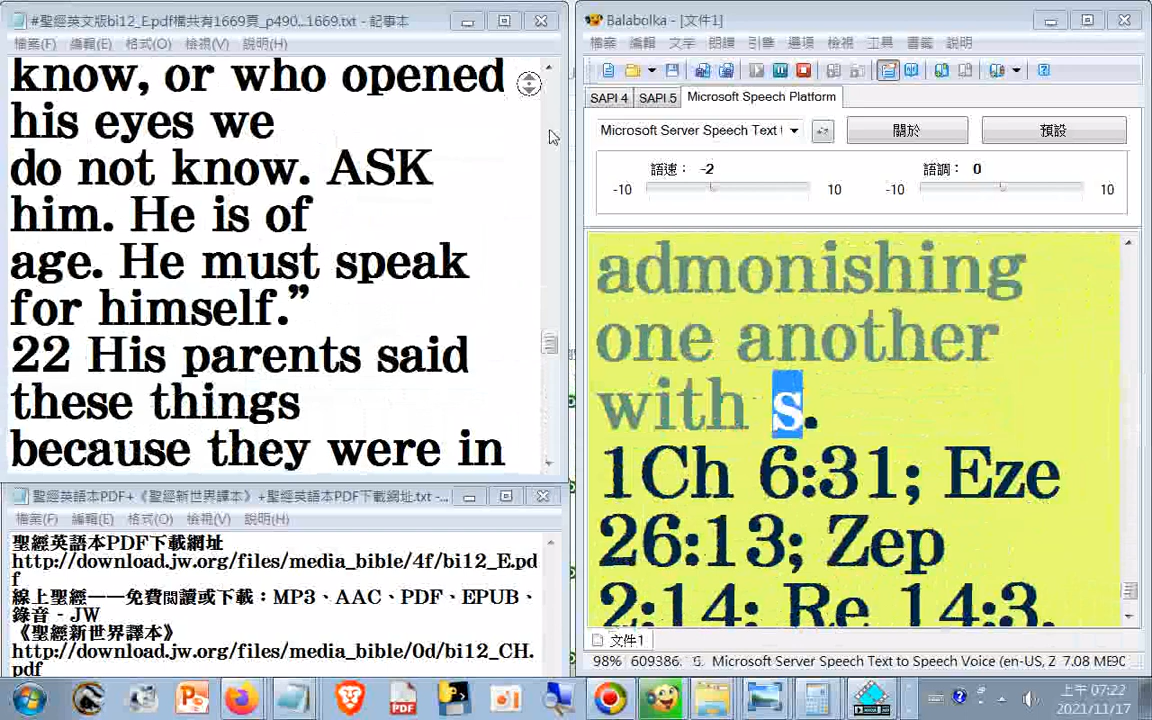 #聖經英文版bi12_E.pdf檔共有1669頁_p490...1669.txt - 記事本
檔案(F) 編輯(E) 格式(O) 檢視(V) 說明(H)
know, or who opened
his eyes we
do not know. ASK
him. He is of
age. He must speak
for himself.”
22 His parents said
these things
because they were in
聖經英語本PDF+《聖經新世界譯本》+聖經英語本PDF下載網址.txt -...
檔案(F) 編輯(E) 格式(O) 檢視(V) 說明(H)
聖經英語本PDF下載網址
http://download.jw.org/files/media_bible/4f/bi12_E.pd
f
線上聖經——免費閱讀或下載：MP3、AAC、PDF、EPUB、
錄音 - JW
《聖經新世界譯本》
http://download.jw.org/files/media_bible/0d/bi12_CH.
pdf
Balabolka - [文件1]
檔案 編輯 文字 朗讀 引擎 選項 檢視 工具 書籤 說明
SAPI 4 SAPI 5 Microsoft Speech Platform
Microsoft Server Speech Text t
關於 預設
語速： -2 語調： 0
-10 10 -10 10
admonishing
one another
with s.
1Ch 6:31; Eze
26:13; Zep
2:14; Re 14:3.
文件1
98% 609386. Microsoft Server Speech Text to Speech Voice (en-US, Z 7.08 ME
PDF
上午 07:22
2021/11/17